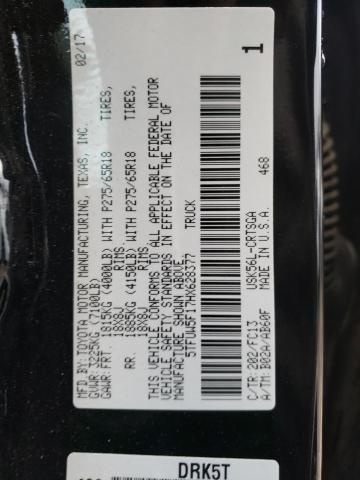 MFD.BY:TOYOTA MOTOR MANUFACTURING, TEXAS, INC. 02/17
GVWR:3225KG(7100LB)
GAWR:FRT. 1815KG(4000LB)WITH P275/65R18 TIRES,
18X8J RIMS.
RR. 1885KG(4150LB)WITH P275/65R18 TIRES,
18X8J RIMS.
THIS VEHICLE CONFORMS TO ALL APPLICABLE FEDERAL MOTOR
VEHICLE SAFETY STANDARDS IN EFFECT ON THE DATE OF
MANUFACTURE SHOWN ABOVE.
5TFUW5F17HX628377 TRUCK
C/TR:202/FC13 USK56L-CRTSGA 468
A/TM:B02A/AB60F MADE IN U.S.A.
1
DRK5T